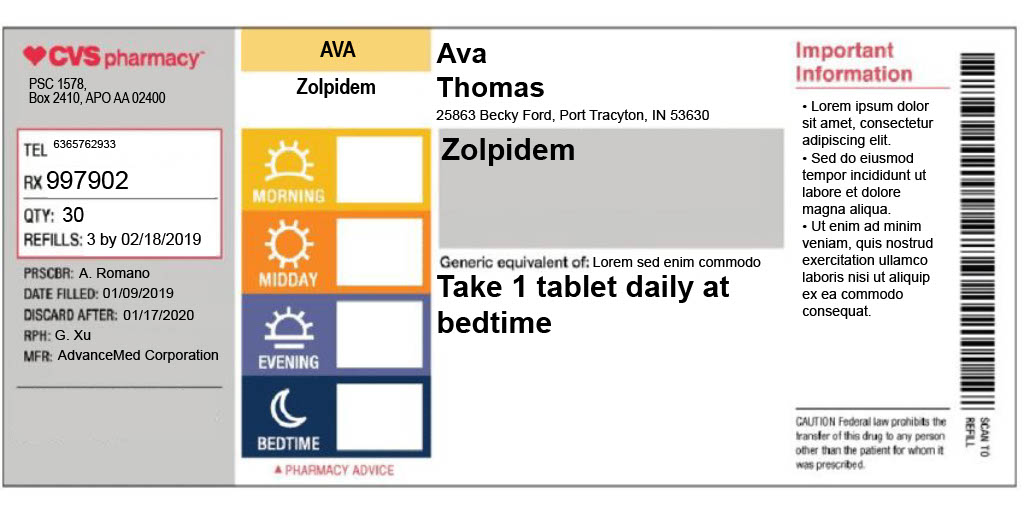 CVS pharmacy
PSC 1578,
Box 2410, APO AA 02400
TEL 6365762933
RX 997902
QTY: 30
REFILLS: 3 by 02/18/2019
PRSCBR: A. Romano
DATE FILLED: 01/09/2019
DISCARD AFTER: 01/17/2020
RPH: G. Xu
MFR: AdvanceMed Corporation
AVA
Zolpidem
MORNING
MIDDAY
EVENING
BEDTIME
▲ PHARMACY ADVICE
Ava
Thomas
25863 Becky Ford, Port Tracyton, IN 53630
Zolpidem
Generic equivalent of: Lorem sed enim commodo
Take 1 tablet daily at
bedtime
Important
Information
• Lorem ipsum dolor
sit amet, consectetur
adipiscing elit.
• Sed do eiusmod
tempor incididunt ut
labore et dolore
magna aliqua.
• Ut enim ad minim
veniam, quis nostrud
exercitation ullamco
laboris nisi ut aliquip
ex ea commodo
consequat.
CAUTION Federal law prohibits the
transfer of this drug to any person
other than the patient for whom it
was prescribed.
SCAN TO
REFILL